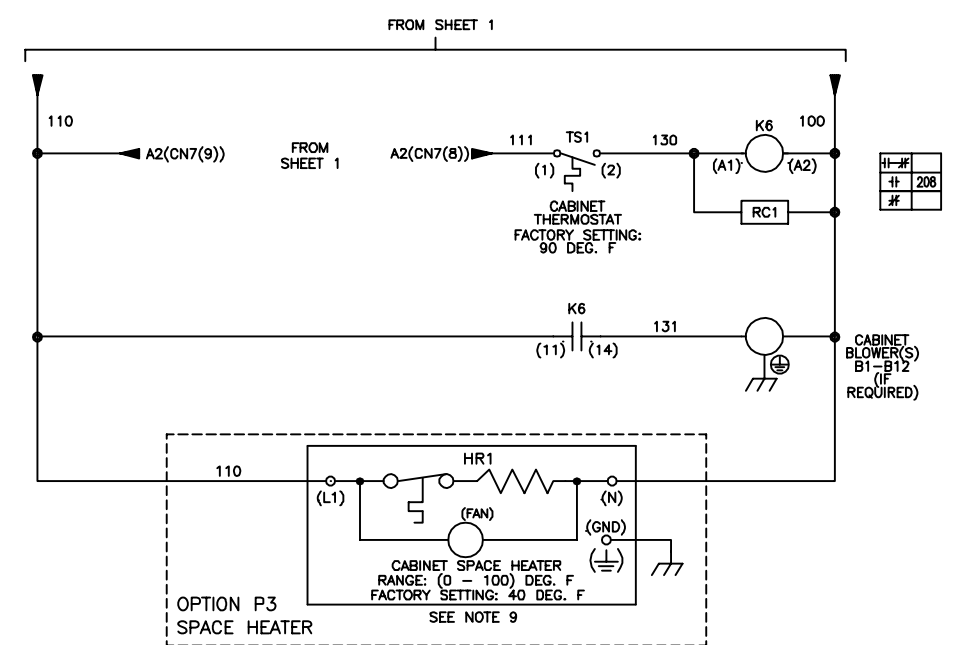 FROM SHEET 1
110
A2(CN7(9))
FROM
SHEET 1
A2(CN7(8))
111
TS1
(1)
(2)
130
K6
(A1)
(A2)
100
208
RC1
CABINET
THERMOSTAT
FACTORY SETTING:
90 DEG. F
K6
(11)
(14)
131
CABINET
BLOWER(S)
B1-B12
(IF
REQUIRED)
110
HR1
(L1)
(N)
(FAN)
(GND)
CABINET SPACE HEATER
RANGE: (0 - 100) DEG. F
FACTORY SETTING: 40 DEG. F
OPTION P3
SPACE HEATER
SEE NOTE 9